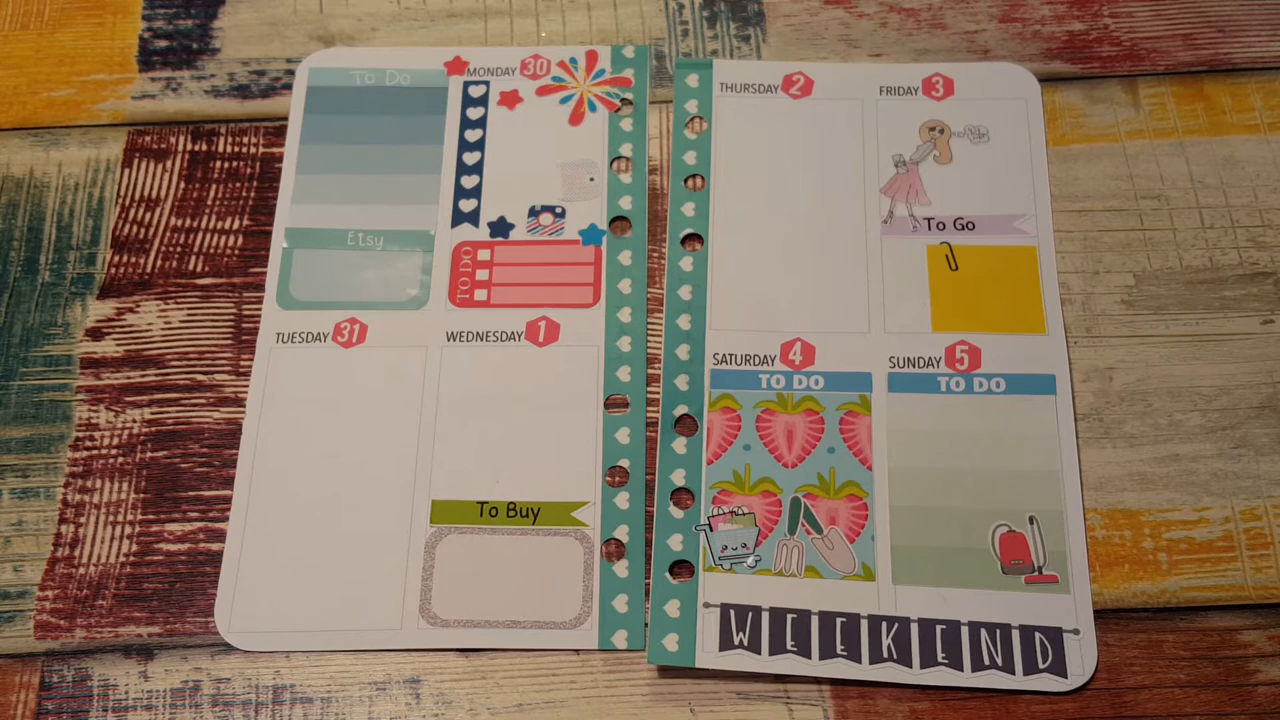 To Do
MONDAY 30
TO DO
Etsy
TUESDAY 31
WEDNESDAY 1
To Buy
THURSDAY 2
FRIDAY 3
To Go
SATURDAY 4
TO DO
SUNDAY 5
TO DO
WEEKEND